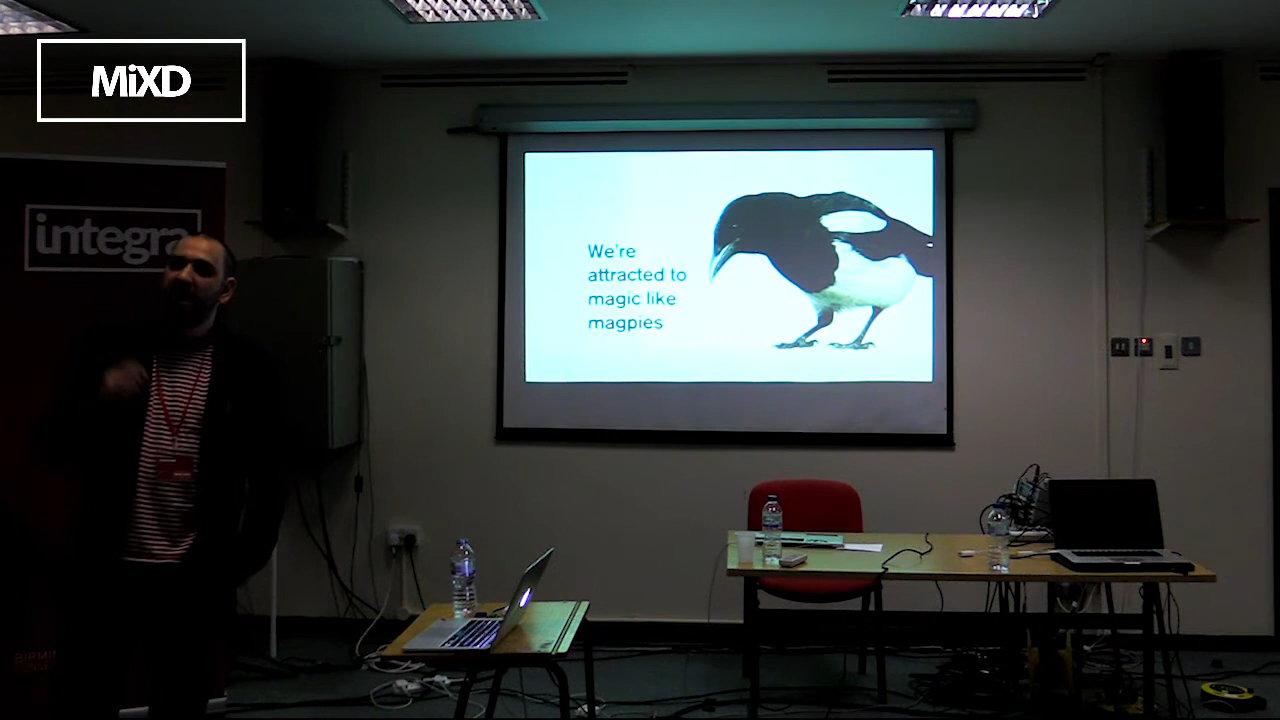 MiXD
integra
We're
attracted to
magic like
magpies